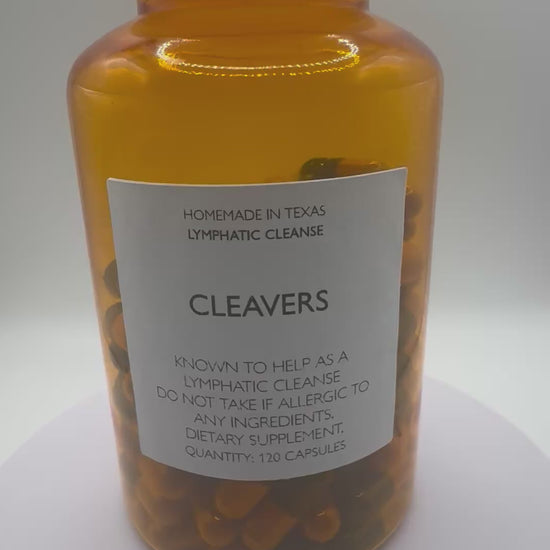 HOMEMADE IN TEXAS
LYMPHATIC CLEANSE
CLEAVERS
KNOWN TO HELP AS A
LYMPHATIC CLEANSE
DO NOT TAKE IF ALLERGIC TO
ANY INGREDIENTS.
DIETARY SUPPLEMENT.
QUANTITY: 120 CAPSULES